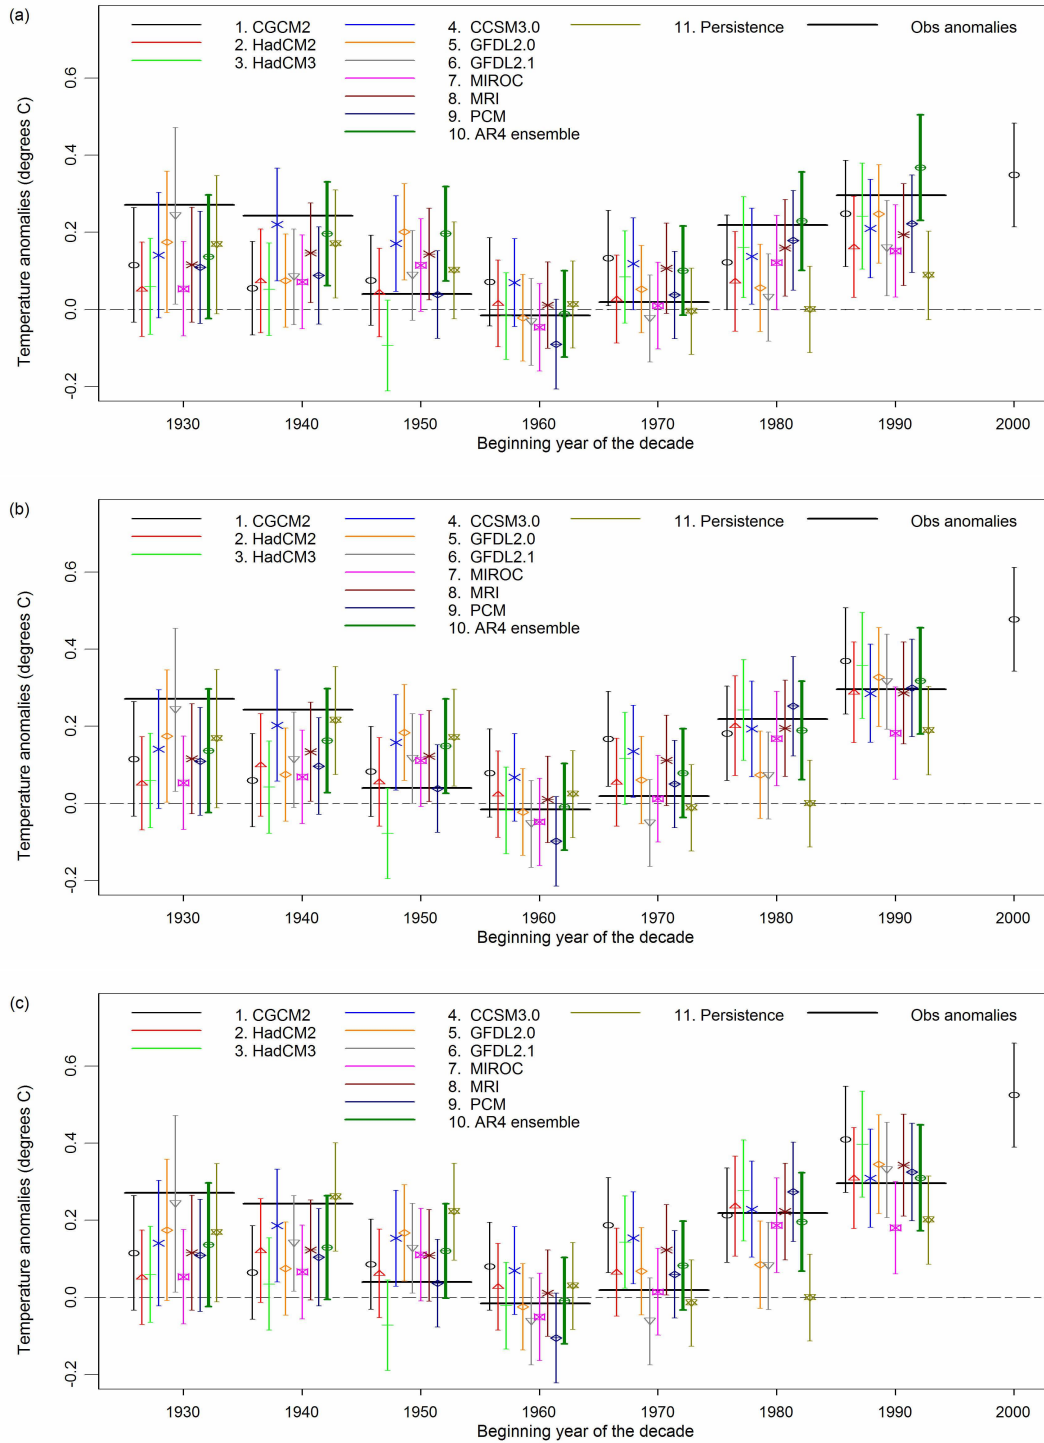 (a)
1. CGCM2 4. CCSM3.0 11. Persistence Obs anomalies
2. HadCM2 5. GFDL2.0
3. HadCM3 6. GFDL2.1
7. MIROC
8. MRI
9. PCM
10. AR4 ensemble
Temperature anomalies (degrees C)
0.6
0.4
0.2
0.0
-0.2
1930 1940 1950 1960 1970 1980 1990 2000
Beginning year of the decade
(b)
1. CGCM2 4. CCSM3.0 11. Persistence Obs anomalies
2. HadCM2 5. GFDL2.0
3. HadCM3 6. GFDL2.1
7. MIROC
8. MRI
9. PCM
10. AR4 ensemble
Temperature anomalies (degrees C)
0.6
0.4
0.2
0.0
-0.2
1930 1940 1950 1960 1970 1980 1990 2000
Beginning year of the decade
(c)
1. CGCM2 4. CCSM3.0 11. Persistence Obs anomalies
2. HadCM2 5. GFDL2.0
3. HadCM3 6. GFDL2.1
7. MIROC
8. MRI
9. PCM
10. AR4 ensemble
Temperature anomalies (degrees C)
0.6
0.4
0.2
0.0
-0.2
1930 1940 1950 1960 1970 1980 1990 2000
Beginning year of the decade